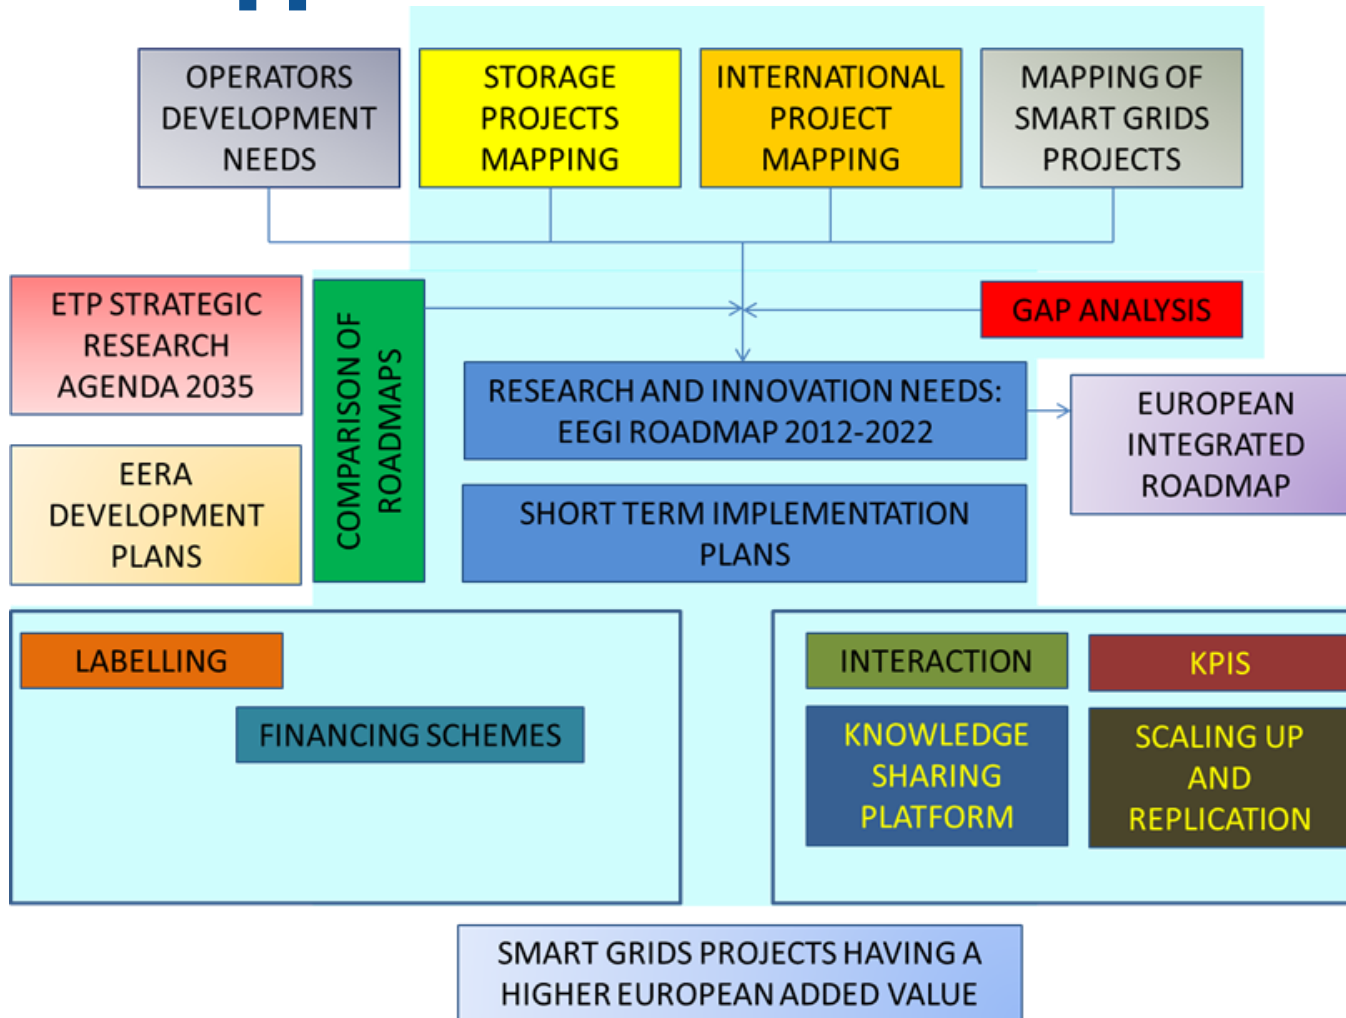 OPERATORS
DEVELOPMENT
NEEDS
STORAGE
PROJECTS
MAPPING
INTERNATIONAL
PROJECT
MAPPING
MAPPING OF
SMART GRIDS
PROJECTS
ETP STRATEGIC
RESEARCH
AGENDA 2035
COMPARISON OF
ROADMAPS
GAP ANALYSIS
RESEARCH AND INNOVATION NEEDS:
EEGI ROADMAP 2012-2022
EUROPEAN
INTEGRATED
ROADMAP
EERA
DEVELOPMENT
PLANS
SHORT TERM IMPLEMENTATION
PLANS
LABELLING
FINANCING SCHEMES
INTERACTION
KPIS
KNOWLEDGE
SHARING
PLATFORM
SCALING UP
AND
REPLICATION
SMART GRIDS PROJECTS HAVING A
HIGHER EUROPEAN ADDED VALUE